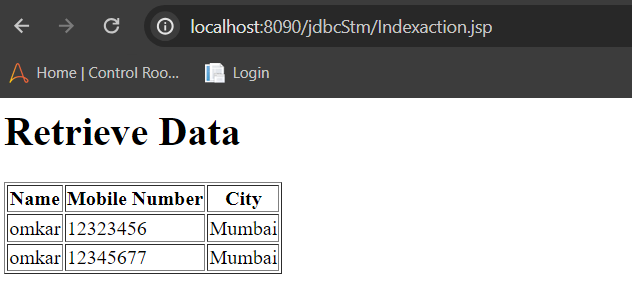 localhost:8090/jdbcStm/Indexaction.jsp
Home | Control Roo... Login
Retrieve Data
Name Mobile Number City
omkar 12323456 Mumbai
omkar 12345677 Mumbai